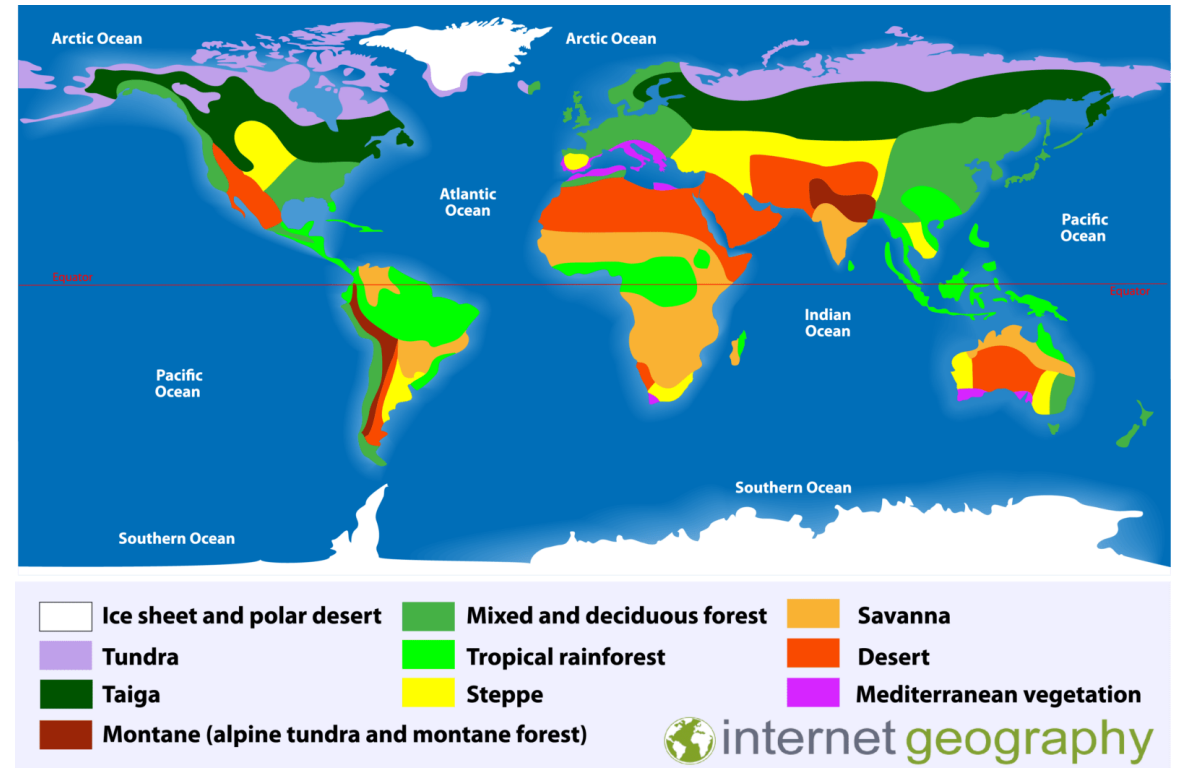 Arctic Ocean
Arctic Ocean
Atlantic
Ocean
Pacific
Ocean
Equator
Equator
Indian
Ocean
Pacific
Ocean
Southern Ocean
Southern Ocean
Ice sheet and polar desert
Mixed and deciduous forest
Savanna
Tundra
Tropical rainforest
Desert
Taiga
Steppe
Mediterranean vegetation
Montane (alpine tundra and montane forest)
internet geography